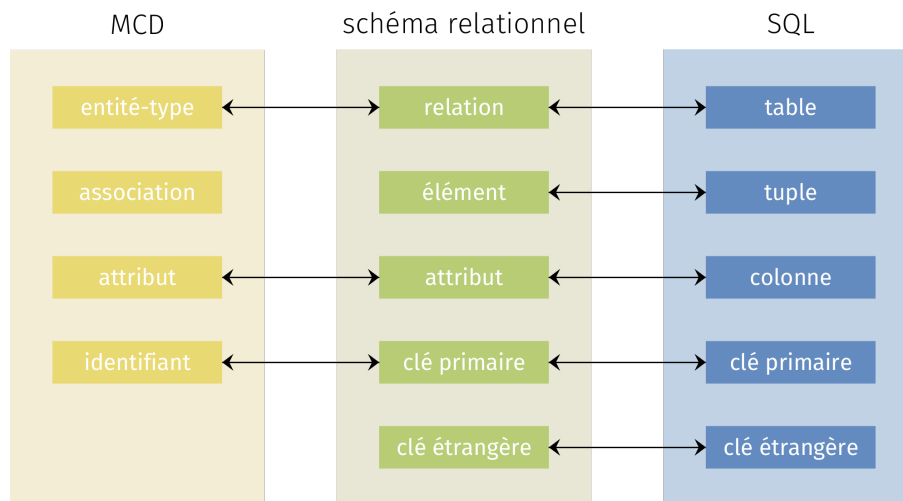 MCD
schéma relationnel
SQL
entité-type
relation
table
association
élément
tuple
attribut
attribut
colonne
identifiant
clé primaire
clé primaire
clé étrangère
clé étrangère